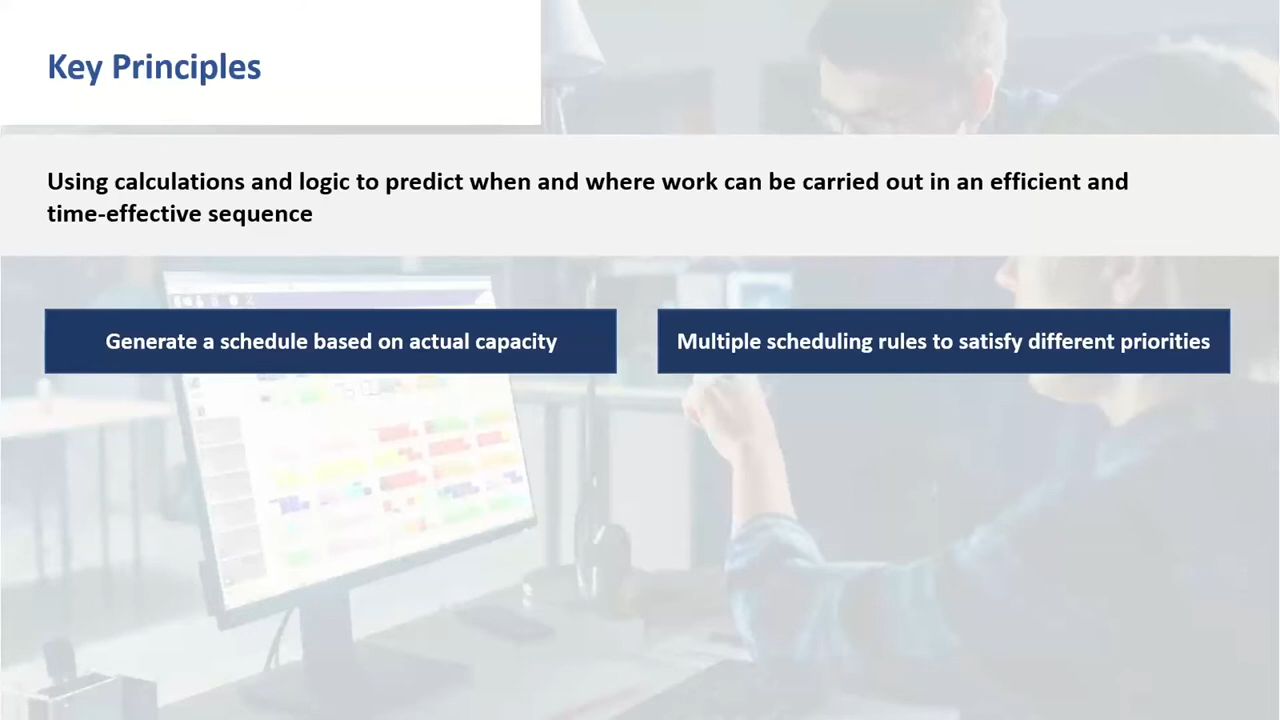 Key Principles
Using calculations and logic to predict when and where work can be carried out in an efficient and
time-effective sequence
Generate a schedule based on actual capacity
Multiple scheduling rules to satisfy different priorities